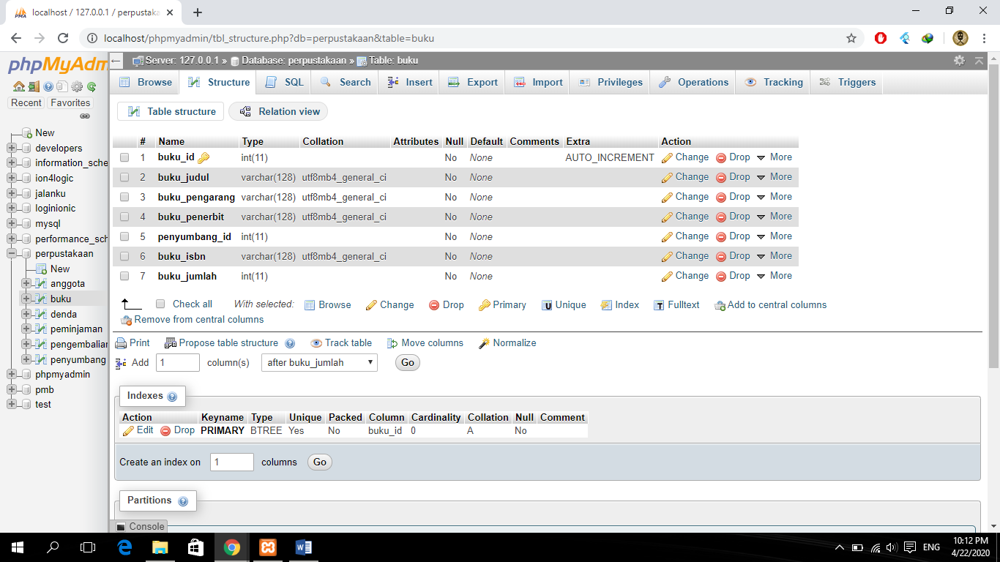 localhost / 127.0.0.1 / perpustaka
localhost/phpmyadmin/tbl_structure.php?db=perpustakaan&table=buku
phpMyAdm
Recent Favorites
New
developers
information_sche
ion4logic
jalanku
loginionic
mysql
performance_sch
perpustakaan
New
anggota
buku
denda
peminjaman
pengembalian
penyumbang
phpmyadmin
pmb
test
Server: 127.0.0.1 » Database: perpustakaan » Table: buku
Browse Structure SQL Search Insert Export Import Privileges Operations Tracking Triggers
Table structure Relation view
# Name Type Collation Attributes Null Default Comments Extra Action
1 buku_id int(11) No None AUTO_INCREMENT Change Drop More
2 buku_judul varchar(128) utf8mb4_general_ci No None Change Drop More
3 buku_pengarang varchar(128) utf8mb4_general_ci No None Change Drop More
4 buku_penerbit varchar(128) utf8mb4_general_ci No None Change Drop More
5 penyumbang_id int(11) No None Change Drop More
6 buku_isbn varchar(128) utf8mb4_general_ci No None Change Drop More
7 buku_jumlah int(11) No None Change Drop More
Check all With selected: Browse Change Drop Primary Unique Index Fulltext Add to central columns
Remove from central columns
Print Propose table structure Track table Move columns Normalize
Add 1 column(s) after buku_jumlah Go
Indexes
Action Keyname Type Unique Packed Column Cardinality Collation Null Comment
Edit Drop PRIMARY BTREE Yes No buku_id 0 A No
Create an index on 1 columns Go
Partitions
Console
ENG
10:12 PM
4/22/2020